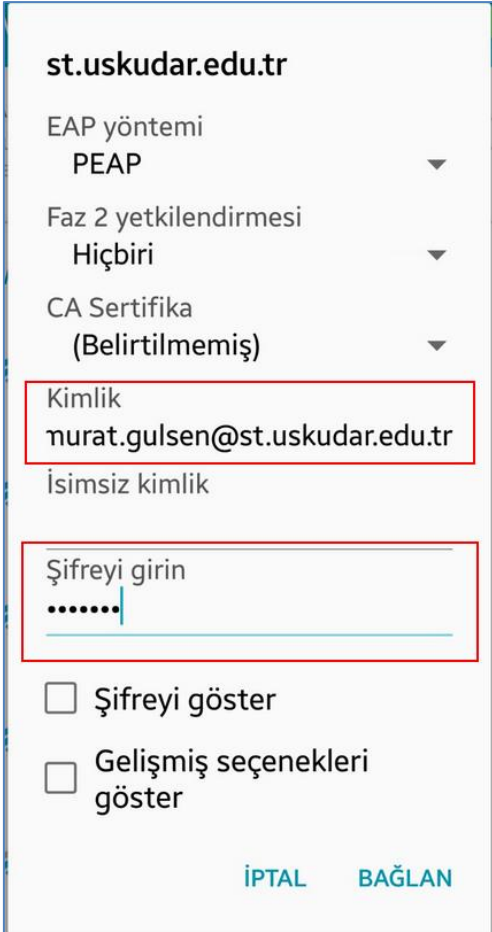 st.uskudar.edu.tr
EAP yöntemi
PEAP
Faz 2 yetkilendirmesi
Hiçbiri
CA Sertifika
(Belirtilmemiş)
Kimlik
murat.gulsen@st.uskudar.edu.tr
İsimsiz kimlik
Şifreyi girin
•••••••
Şifreyi göster
Gelişmiş seçenekleri
göster
İPTAL BAĞLAN